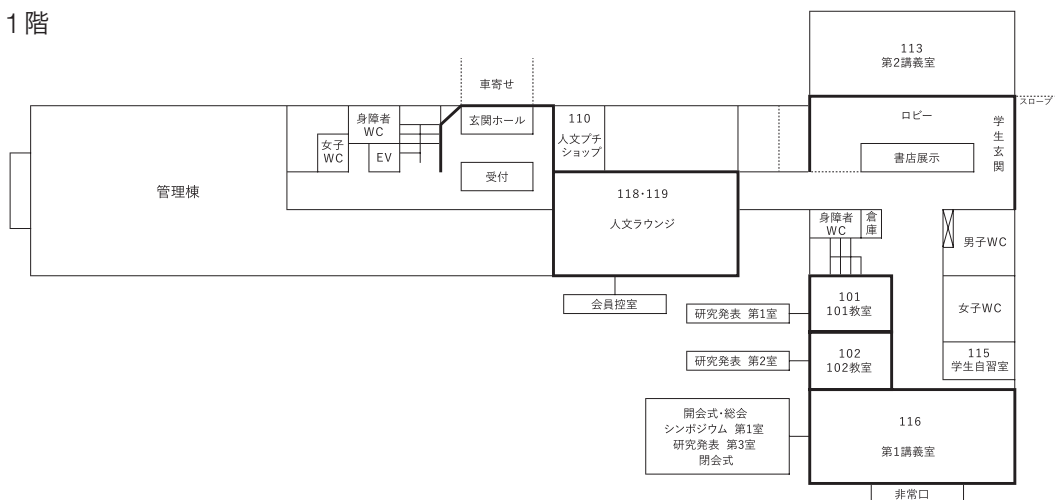 1階
113
第2講義室
車寄せ
スロープ
身障者
WC
玄関ホール
110
人文プチ
ショップ
ロビー
学生玄関
女子
WC
EV
書店展示
受付
管理棟
118・119
人文ラウンジ
身障者
WC
倉庫
男子WC
会員控室
101
101教室
研究発表 第1室
女子WC
102
102教室
研究発表 第2室
115
学生自習室
開会式・総会
シンポジウム 第1室
研究発表 第3室
閉会式
116
第1講義室
非常口